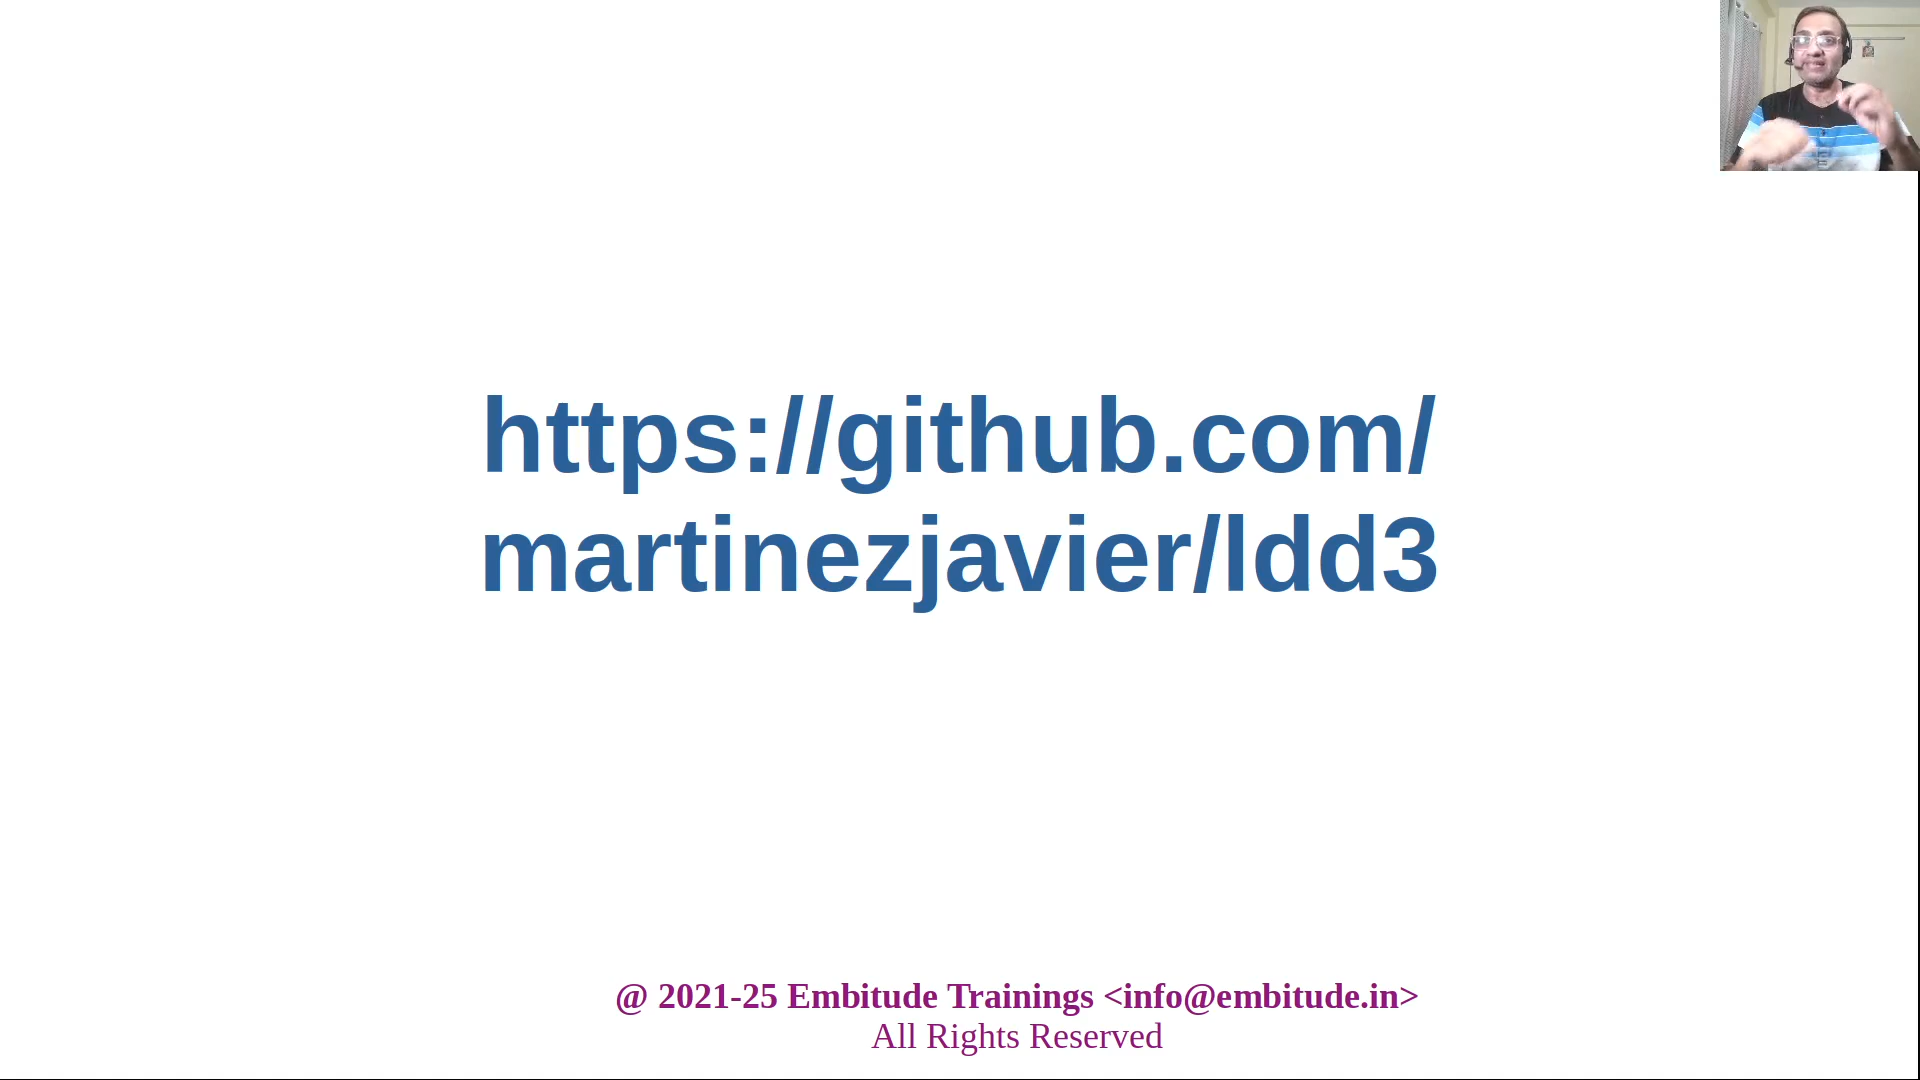 https://github.com/
martinezjavier/ldd3
@ 2021-25 Embitude Trainings <info@embitude.in>
All Rights Reserved